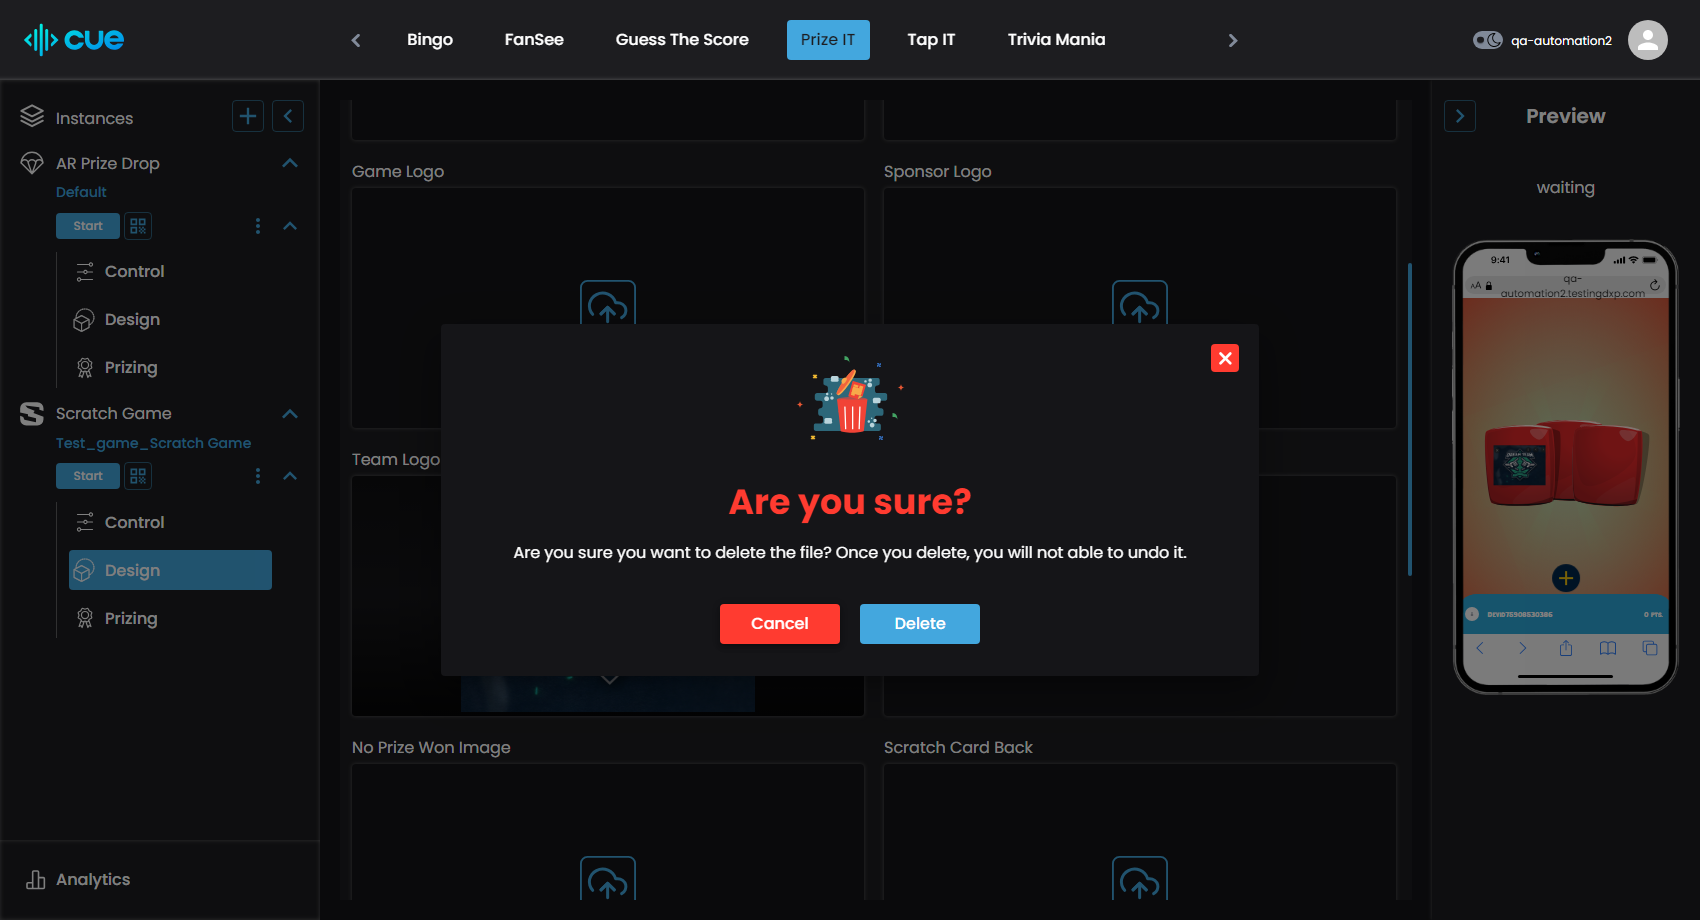 cue
Bingo
FanSee
Guess The Score
Prize IT
Tap IT
Trivia Mania
qa-automation2
Instances
AR Prize Drop
Default
Start
Control
Design
Prizing
Scratch Game
Test_game_Scratch Game
Start
Control
Design
Prizing
Analytics
Game Logo
Sponsor Logo
Team Logo
No Prize Won Image
Scratch Card Back
Are you sure?
Are you sure you want to delete the file? Once you delete, you will not able to undo it.
Cancel
Delete
Preview
waiting
9:41
AA
qa-
automation2.testingdxp.com
0 PTS.